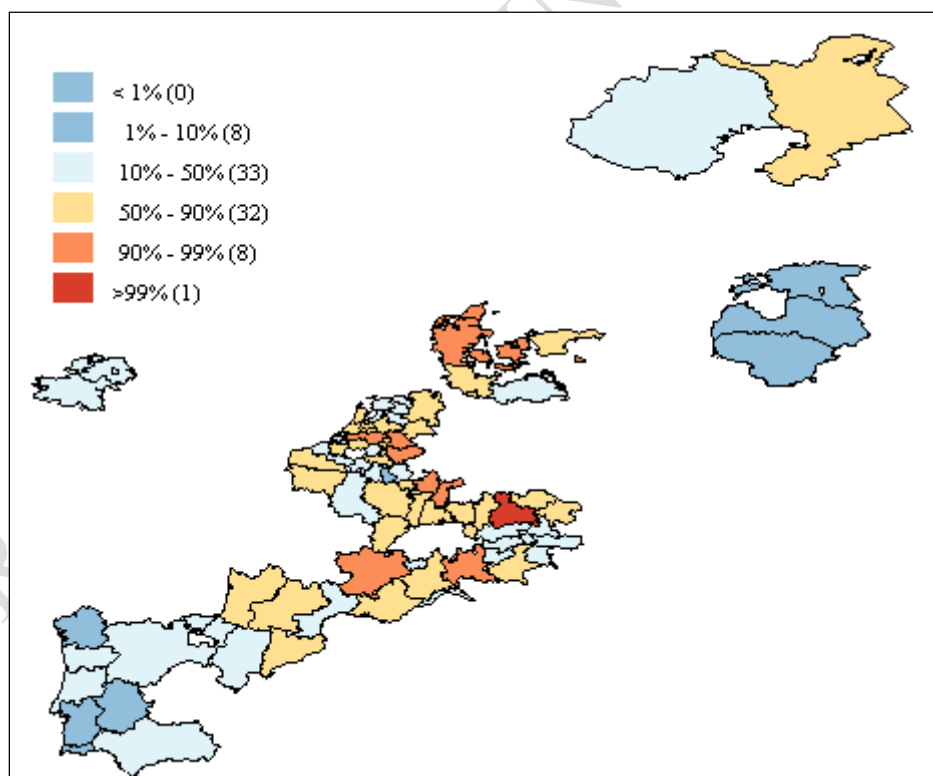 < 1% (0)
1% - 10% (8)
10% - 50% (33)
50% - 90% (32)
90% - 99% (8)
>99% (1)